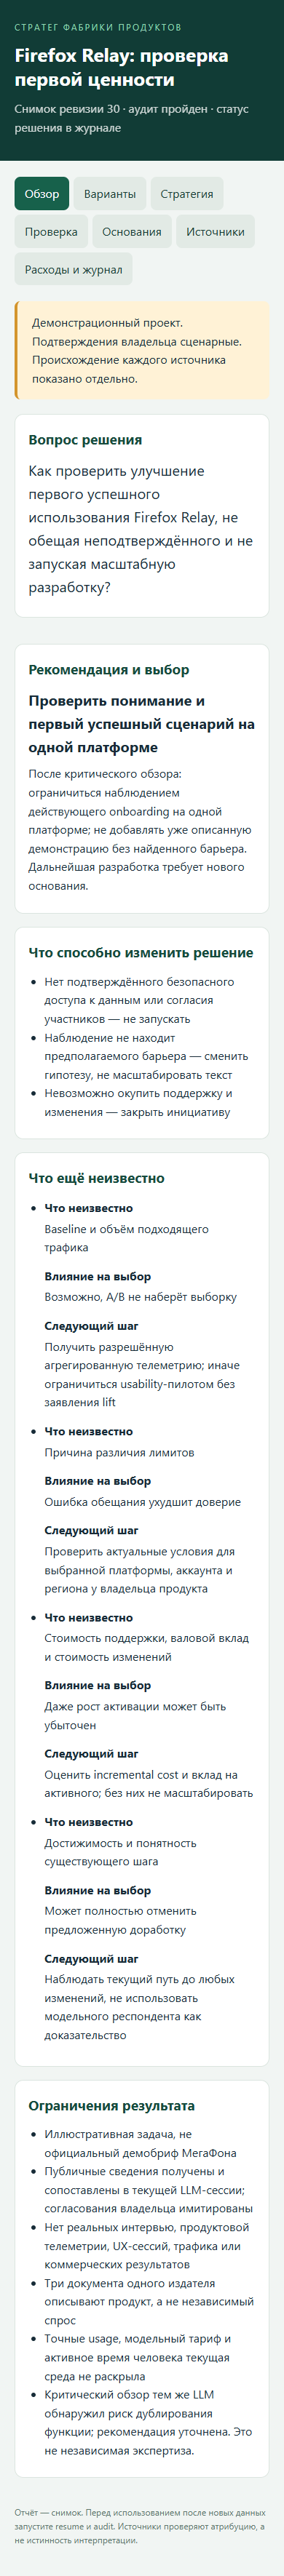 СТРАТЕГ ФАБРИКИ ПРОДУКТОВ
Firefox Relay: проверка
первой ценности
Снимок ревизии 30 · аудит пройден · статус
решения в журнале
Обзор
Варианты
Стратегия
Проверка
Основания
Источники
Расходы и журнал
Демонстрационный проект.
Подтверждения владельца сценарные.
Происхождение каждого источника
показано отдельно.
Вопрос решения
Как проверить улучшение
первого успешного
использования Firefox Relay, не
обещая неподтверждённого и не
запуская масштабную
разработку?
Рекомендация и выбор
Проверить понимание и
первый успешный сценарий на
одной платформе
После критического обзора:
ограничиться наблюдением
действующего onboarding на одной
платформе; не добавлять уже описанную
демонстрацию без найденного барьера.
Дальнейшая разработка требует нового
основания.
Что способно изменить решение
Нет подтверждённого безопасного
доступа к данным или согласия
участников — не запускать
Наблюдение не находит
предполагаемого барьера — сменить
гипотезу, не масштабировать текст
Невозможно окупить поддержку и
изменения — закрыть инициативу
Что ещё неизвестно
Что неизвестно
Baseline и объём подходящего
трафика
Влияние на выбор
Возможно, A/B не наберёт выборку
Следующий шаг
Получить разрешённую
агрегированную телеметрию; иначе
ограничиться usability-пилотом без
заявления lift
Что неизвестно
Причина различия лимитов
Влияние на выбор
Ошибка обещания ухудшит доверие
Следующий шаг
Проверить актуальные условия для
выбранной платформы, аккаунта и
региона у владельца продукта
Что неизвестно
Стоимость поддержки, валовой вклад
и стоимость изменений
Влияние на выбор
Даже рост активации может быть
убыточен
Следующий шаг
Оценить incremental cost и вклад на
активного; без них не масштабировать
Что неизвестно
Достижимость и понятность
существующего шага
Влияние на выбор
Может полностью отменить
предложенную доработку
Следующий шаг
Наблюдать текущий путь до любых
изменений, не использовать
модельного респондента как
доказательство
Ограничения результата
Иллюстративная задача, не
официальный демобриф МегаФона
Публичные сведения получены и
сопоставлены в текущей LLM-сессии;
согласования владельца имитированы
Нет реальных интервью, продуктовой
телеметрии, UX-сессий, трафика или
коммерческих результатов
Три документа одного издателя
описывают продукт, а не независимый
спрос
Точные usage, модельный тариф и
активное время человека текущая
среда не раскрыла
Критический обзор тем же LLM
обнаружил риск дублирования
функции; рекомендация уточнена. Это
не независимая экспертиза.
Отчёт — снимок. Перед использованием после новых данных
запустите resume и audit. Источники проверяют атрибуцию, а
не истинность интерпретации.